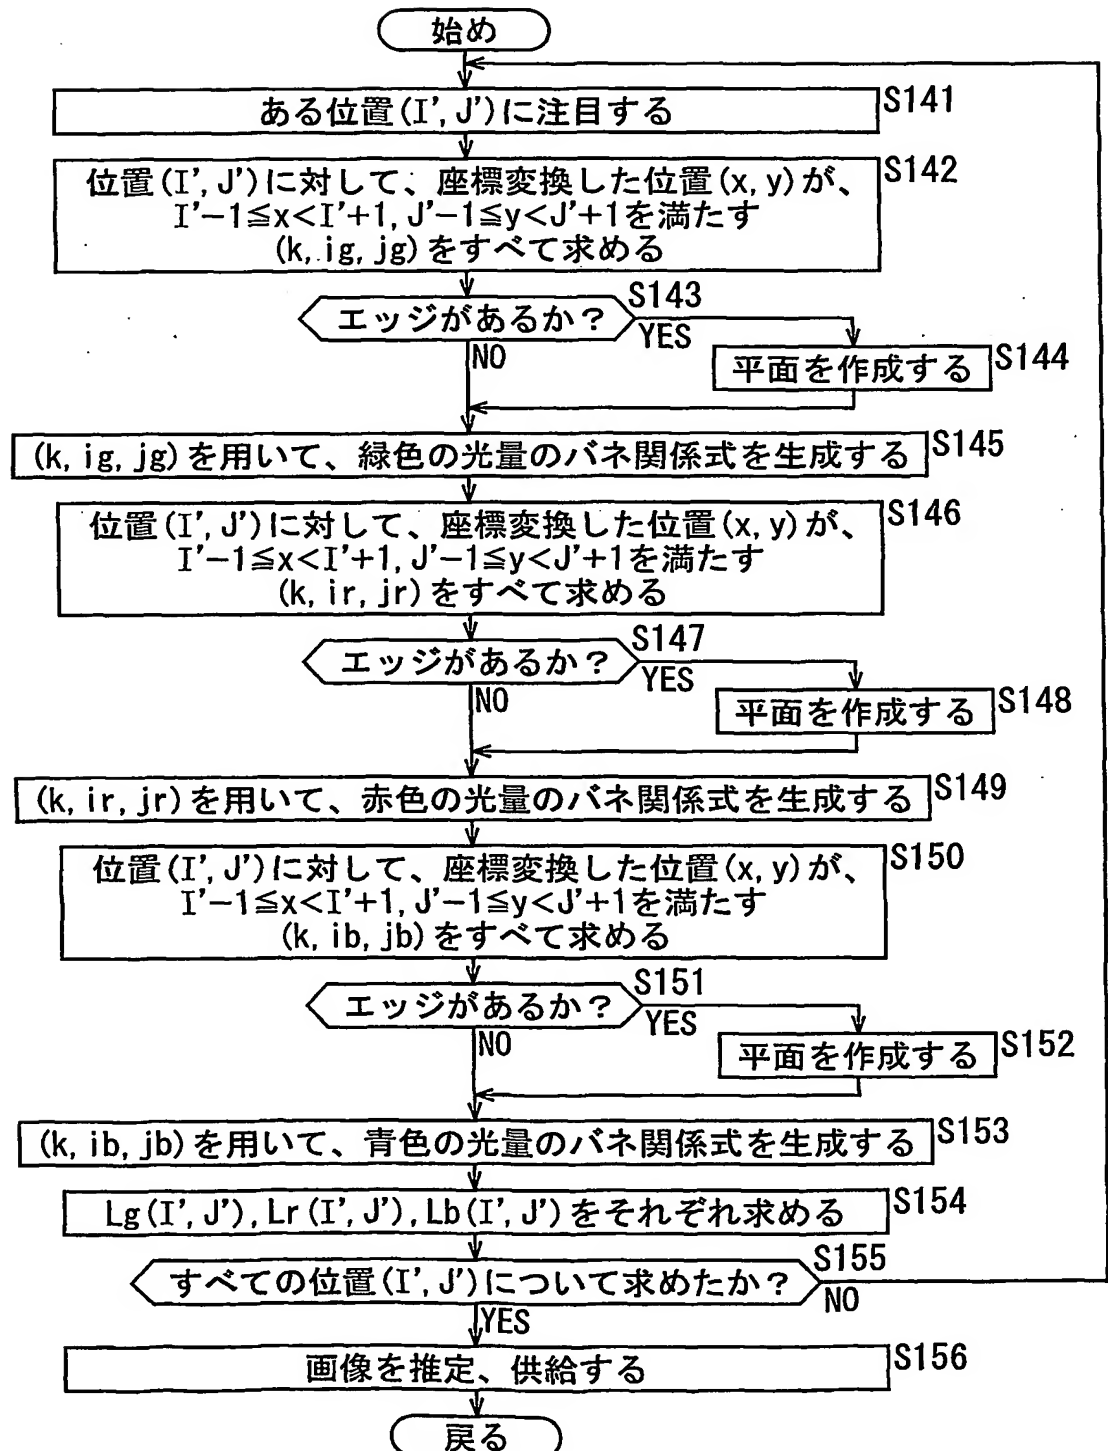 始め
ある位置(I',J')に注目する
S141
位置(I',J')に対して、座標変換した位置(x,y)が、
I'-1≦x<I'+1,J'-1≦y<J'+1を満たす
(k,ig,jg)をすべて求める
S142
エッジがあるか?
S143
YES
NO
平面を作成する
S144
(k,ig,jg)を用いて、緑色の光量のバネ関係式を生成する
S145
位置(I',J')に対して、座標変換した位置(x,y)が、
I'-1≦x<I'+1,J'-1≦y<J'+1を満たす
(k,ir,jr)をすべて求める
S146
エッジがあるか?
S147
YES
NO
平面を作成する
S148
(k,ir,jr)を用いて、赤色の光量のバネ関係式を生成する
S149
位置(I',J')に対して、座標変換した位置(x,y)が、
I'-1≦x<I'+1,J'-1≦y<J'+1を満たす
(k,ib,jb)をすべて求める
S150
エッジがあるか?
S151
YES
NO
平面を作成する
S152
(k,ib,jb)を用いて、青色の光量のバネ関係式を生成する
S153
Lg(I',J'),Lr(I',J'),Lb(I',J')をそれぞれ求める
S154
すべての位置(I',J')について求めたか?
S155
NO
YES
画像を推定、供給する
S156
戻る